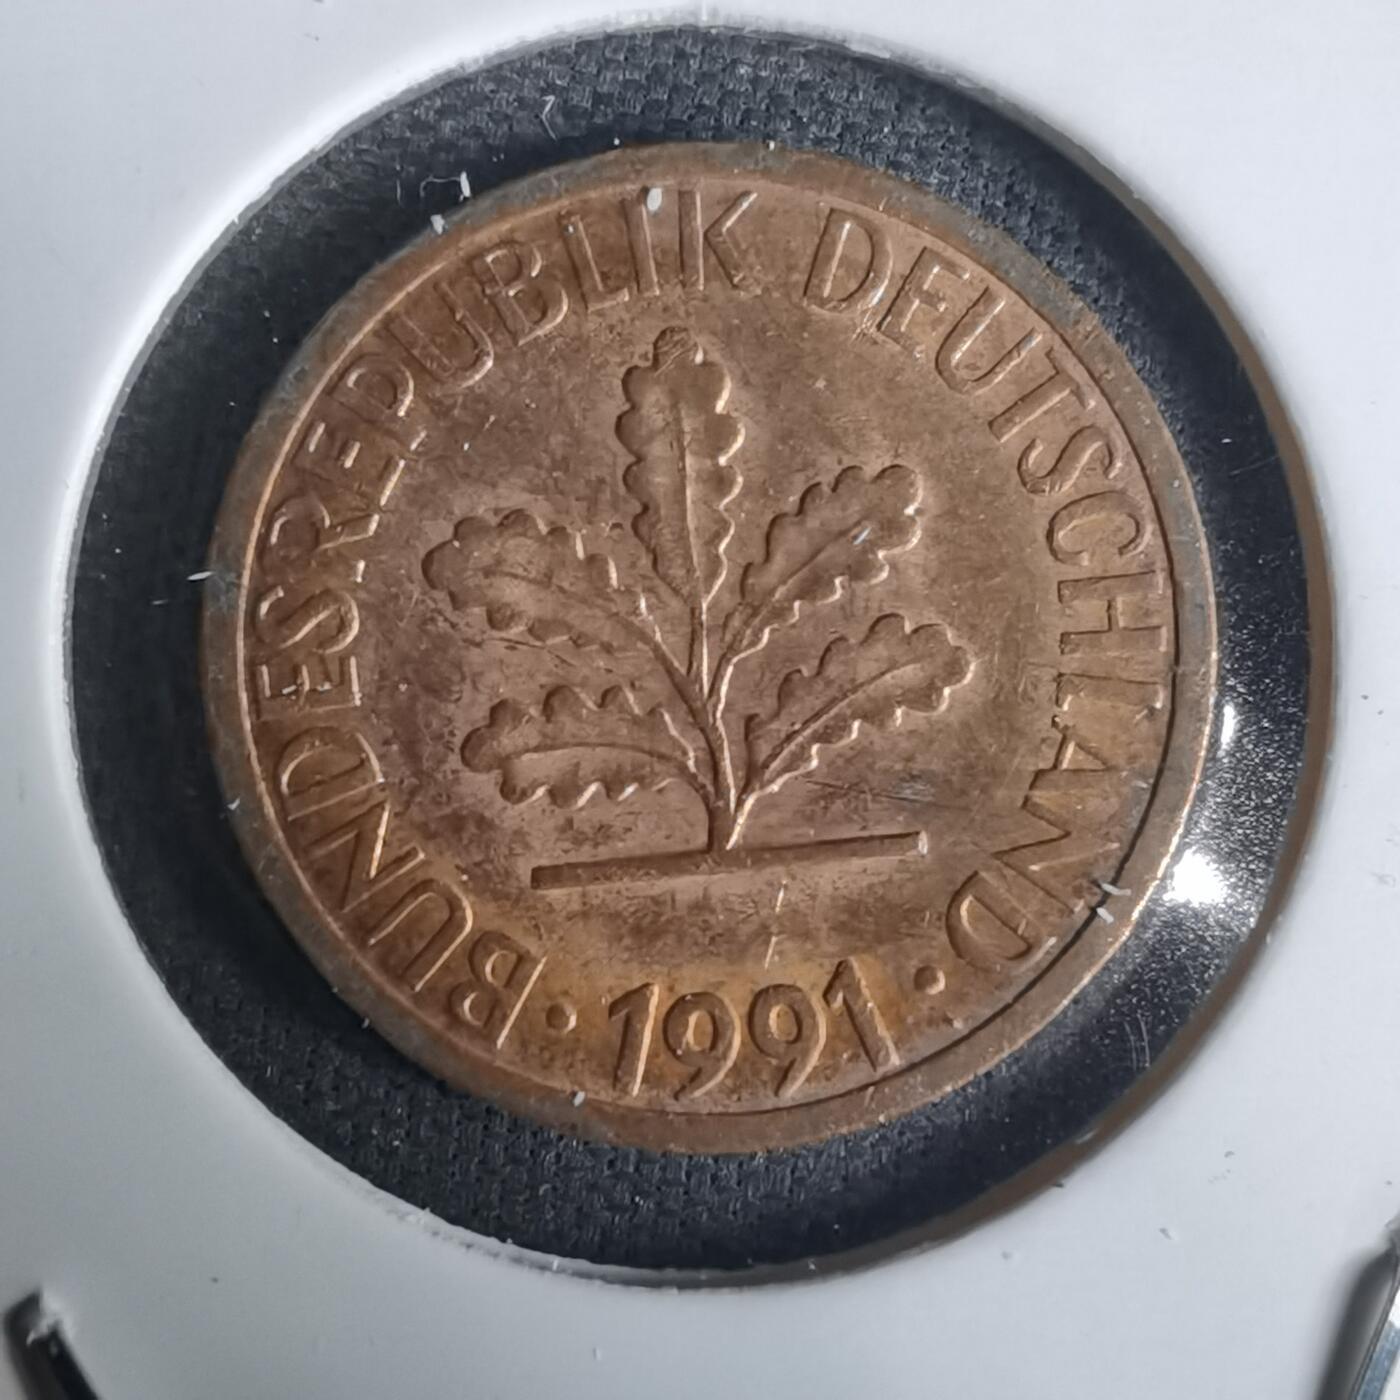 BUNDESREPUBLIK DEUTSCHLAND
· 1991 ·